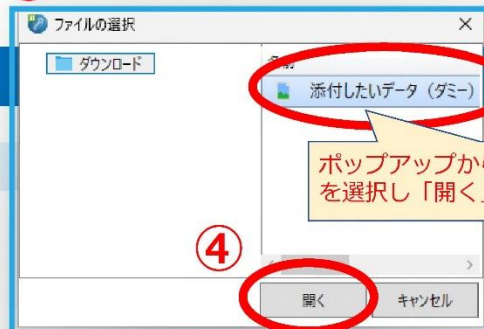 ファイルの選択
ダウンロード
添付したいデータ（ダミー）
ポップアップから
を選択し「開く」
④
開く
キャンセル